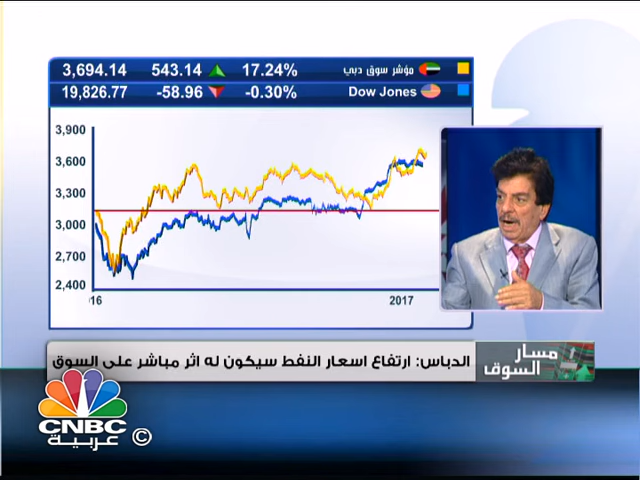 3,694.14 543.14 17.24% مؤشر سوق دبي
19,826.77 -58.96 -0.30% Dow Jones
3,900
3,600
3,300
3,000
2,700
2,400
16 2017
الدباس: ارتفاع اسعار النفط سيكون له اثر مباشر على السوق
مسار
السوق
CNBC
عربية ©